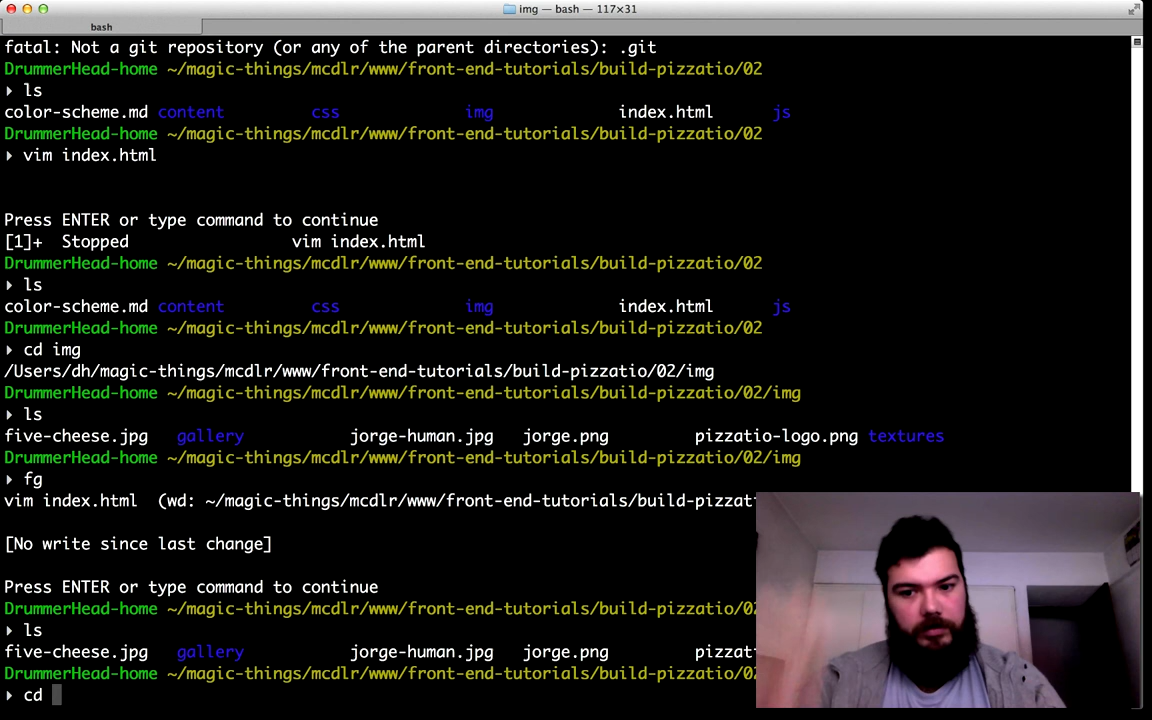 img — bash — 117×31
bash
fatal: Not a git repository (or any of the parent directories): .git
DrummerHead-home ~/magic-things/mcdlr/www/front-end-tutorials/build-pizzatio/02
▸ ls
color-scheme.md content css img index.html js
DrummerHead-home ~/magic-things/mcdlr/www/front-end-tutorials/build-pizzatio/02
▸ vim index.html
Press ENTER or type command to continue
[1]+ Stopped vim index.html
DrummerHead-home ~/magic-things/mcdlr/www/front-end-tutorials/build-pizzatio/02
▸ ls
color-scheme.md content css img index.html js
DrummerHead-home ~/magic-things/mcdlr/www/front-end-tutorials/build-pizzatio/02
▸ cd img
/Users/dh/magic-things/mcdlr/www/front-end-tutorials/build-pizzatio/02/img
DrummerHead-home ~/magic-things/mcdlr/www/front-end-tutorials/build-pizzatio/02/img
▸ ls
five-cheese.jpg gallery jorge-human.jpg jorge.png pizzatio-logo.png textures
DrummerHead-home ~/magic-things/mcdlr/www/front-end-tutorials/build-pizzatio/02/img
▸ fg
vim index.html (wd: ~/magic-things/mcdlr/www/front-end-tutorials/build-pizzat
[No write since last change]
Press ENTER or type command to continue
DrummerHead-home ~/magic-things/mcdlr/www/front-end-tutorials/build-pizzatio/0
▸ ls
five-cheese.jpg gallery jorge-human.jpg jorge.png pizzat
DrummerHead-home ~/magic-things/mcdlr/www/front-end-tutorials/build-pizzatio/0
▸ cd